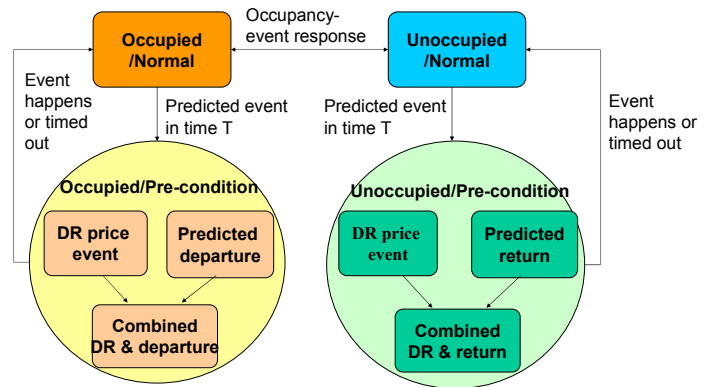 Occupied
/Normal
Occupancy-
event response
Unoccupied
/Normal
Event
happens
or timed
out
Predicted event
in time T
Predicted event
in time T
Event
happens or
timed out
Occupied/Pre-condition
DR price
event
Predicted
departure
Combined
DR & departure
Unoccupied/Pre-condition
DR price
event
Predicted
return
Combined
DR & return